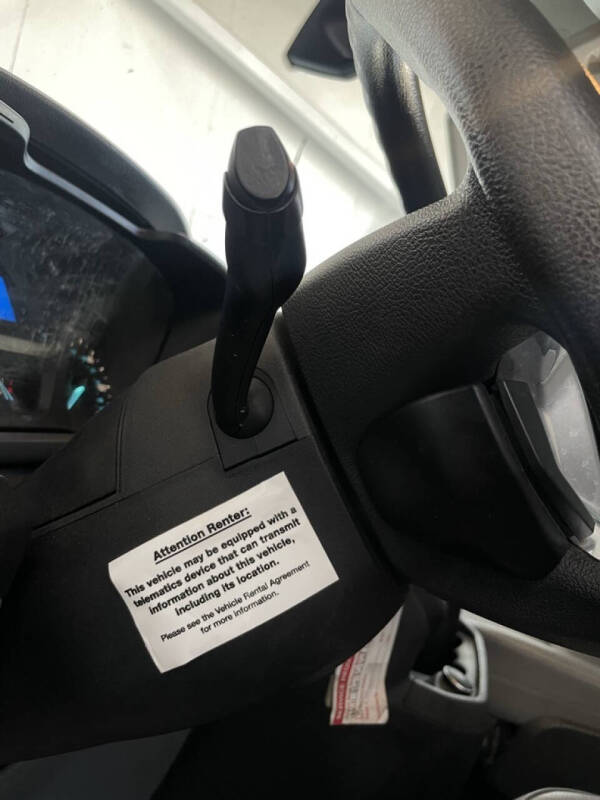 Attention Renter:
This vehicle may be equipped with a
telematics device that can transmit
information about this vehicle,
including its location.
Please see the Vehicle Rental Agreement
for more information.